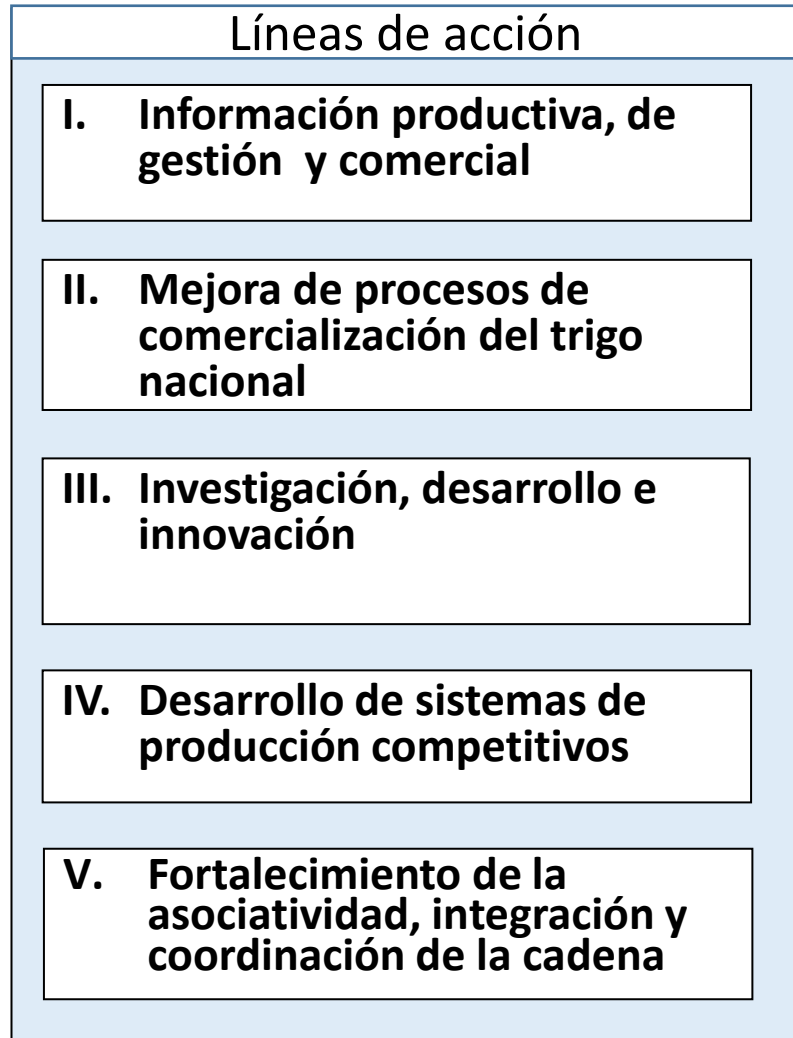 Líneas de acción
I. Información productiva, de
gestión y comercial
II. Mejora de procesos de
comercialización del trigo
nacional
III. Investigación, desarrollo e
innovación
IV. Desarrollo de sistemas de
producción competitivos
V. Fortalecimiento de la
asociatividad, integración y
coordinación de la cadena